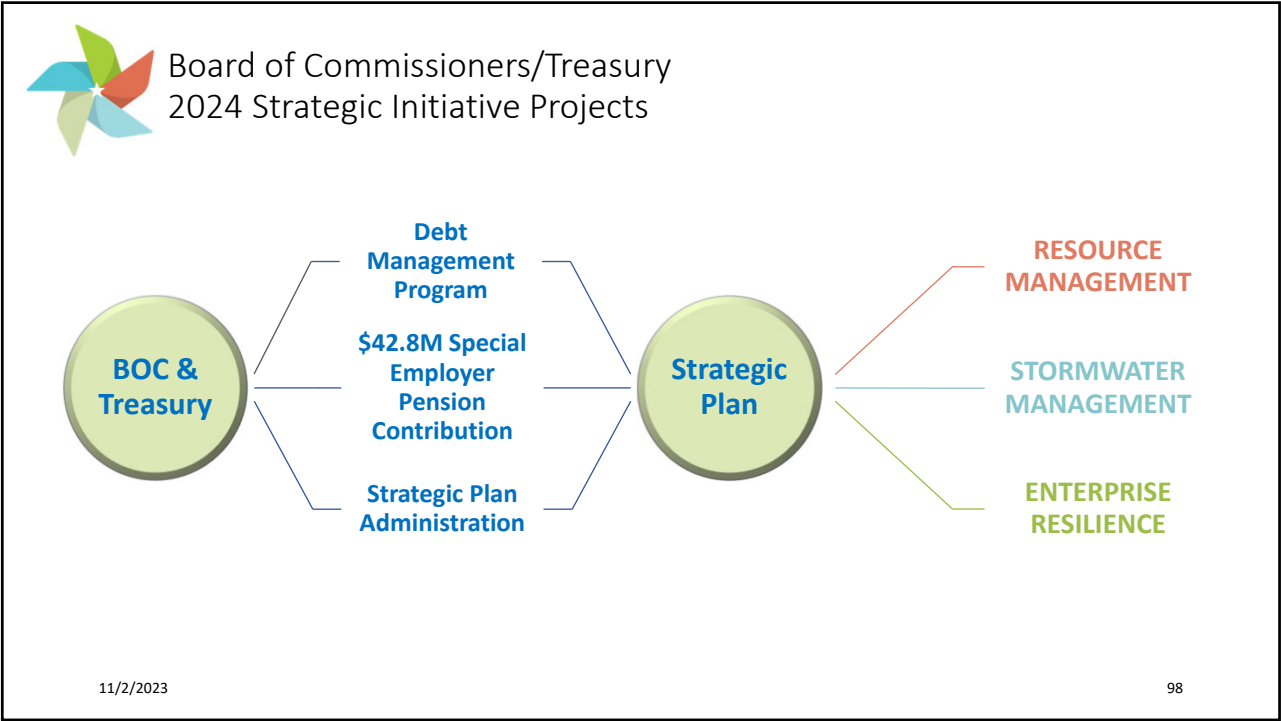 Board of Commissioners/Treasury
2024 Strategic Initiative Projects
BOC &
Treasury
Debt
Management
Program
$42.8M Special
Employer
Pension
Contribution
Strategic Plan
Administration
Strategic
Plan
RESOURCE
MANAGEMENT
STORMWATER
MANAGEMENT
ENTERPRISE
RESILIENCE
11/2/2023
98